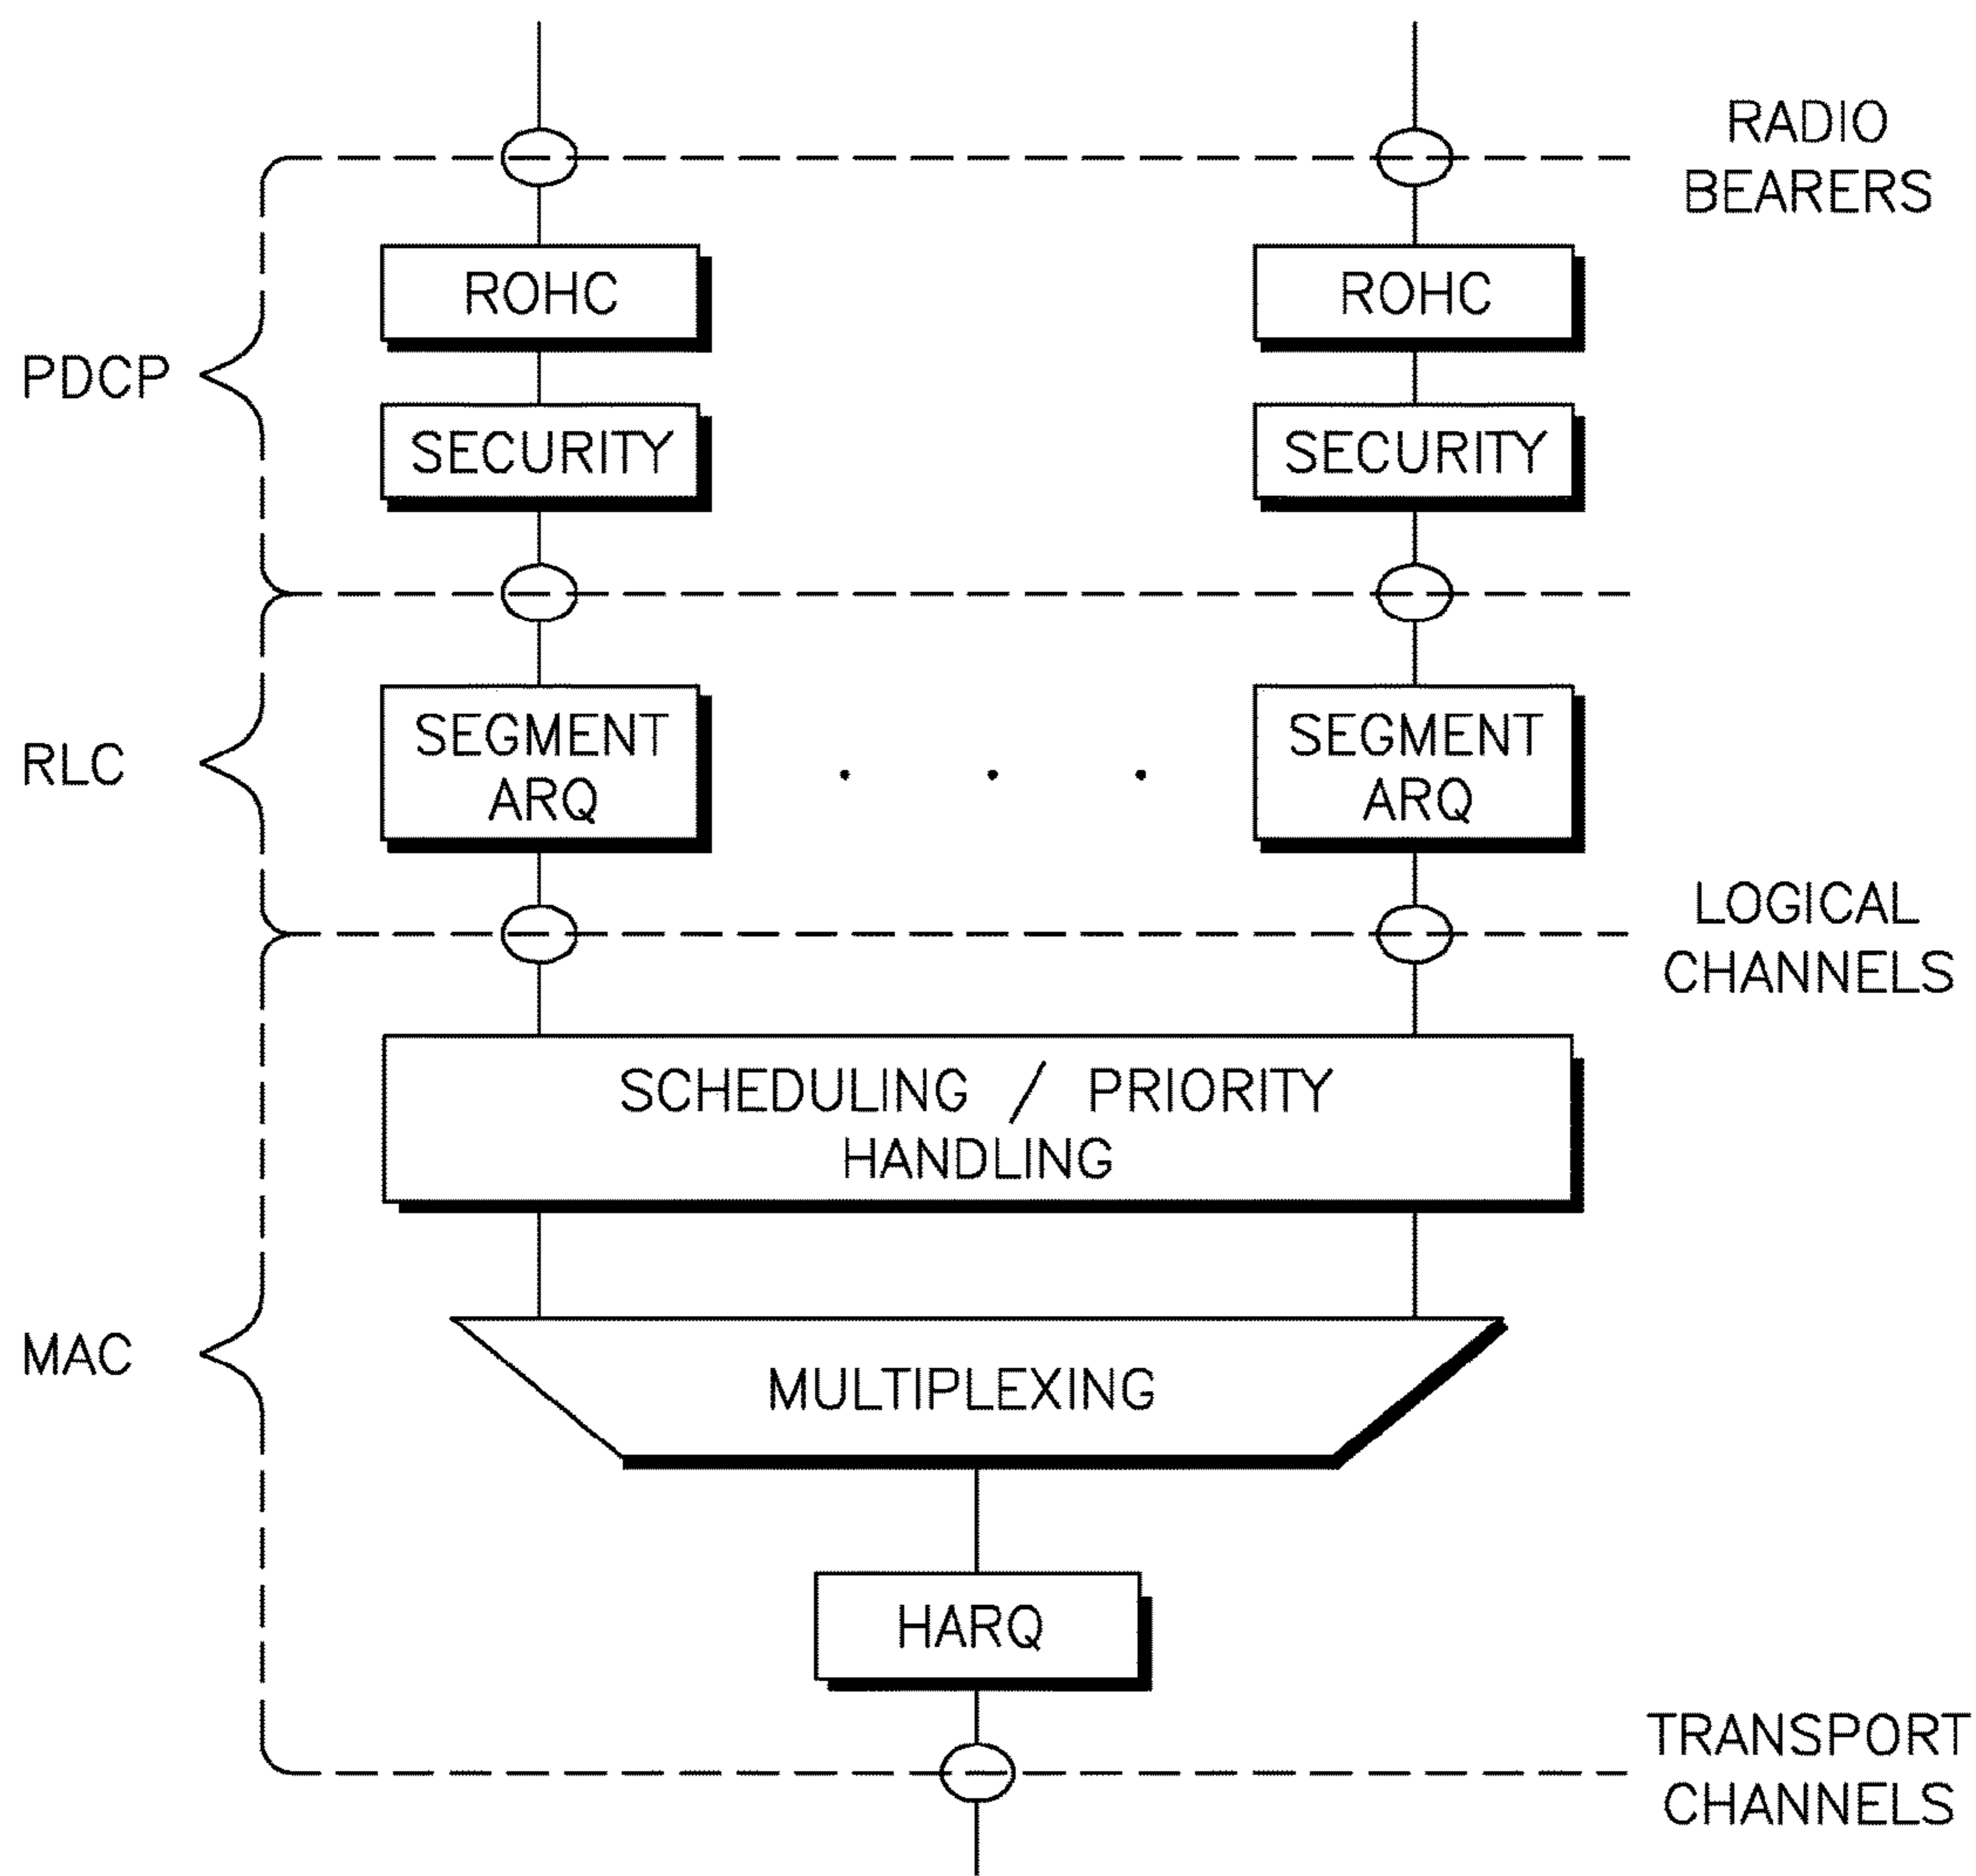 RADIO
BEARERS
ROHC
ROHC
PDCP
SECURITY
SECURITY
SEGMENT
ARQ
SEGMENT
ARQ
RLC
LOGICAL
CHANNELS
SCHEDULING / PRIORITY
HANDLING
MAC
MULTIPLEXING
HARQ
TRANSPORT
CHANNELS